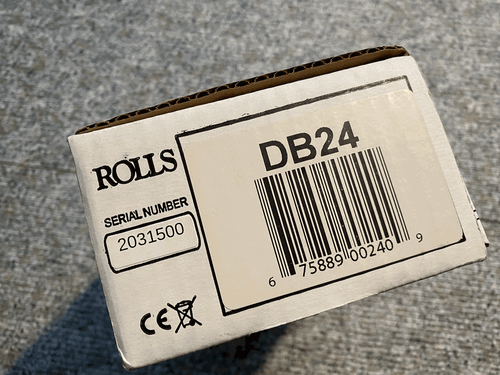 ROLLS
SERIAL NUMBER
2031500
CE
DB24
6 75889 00240 9